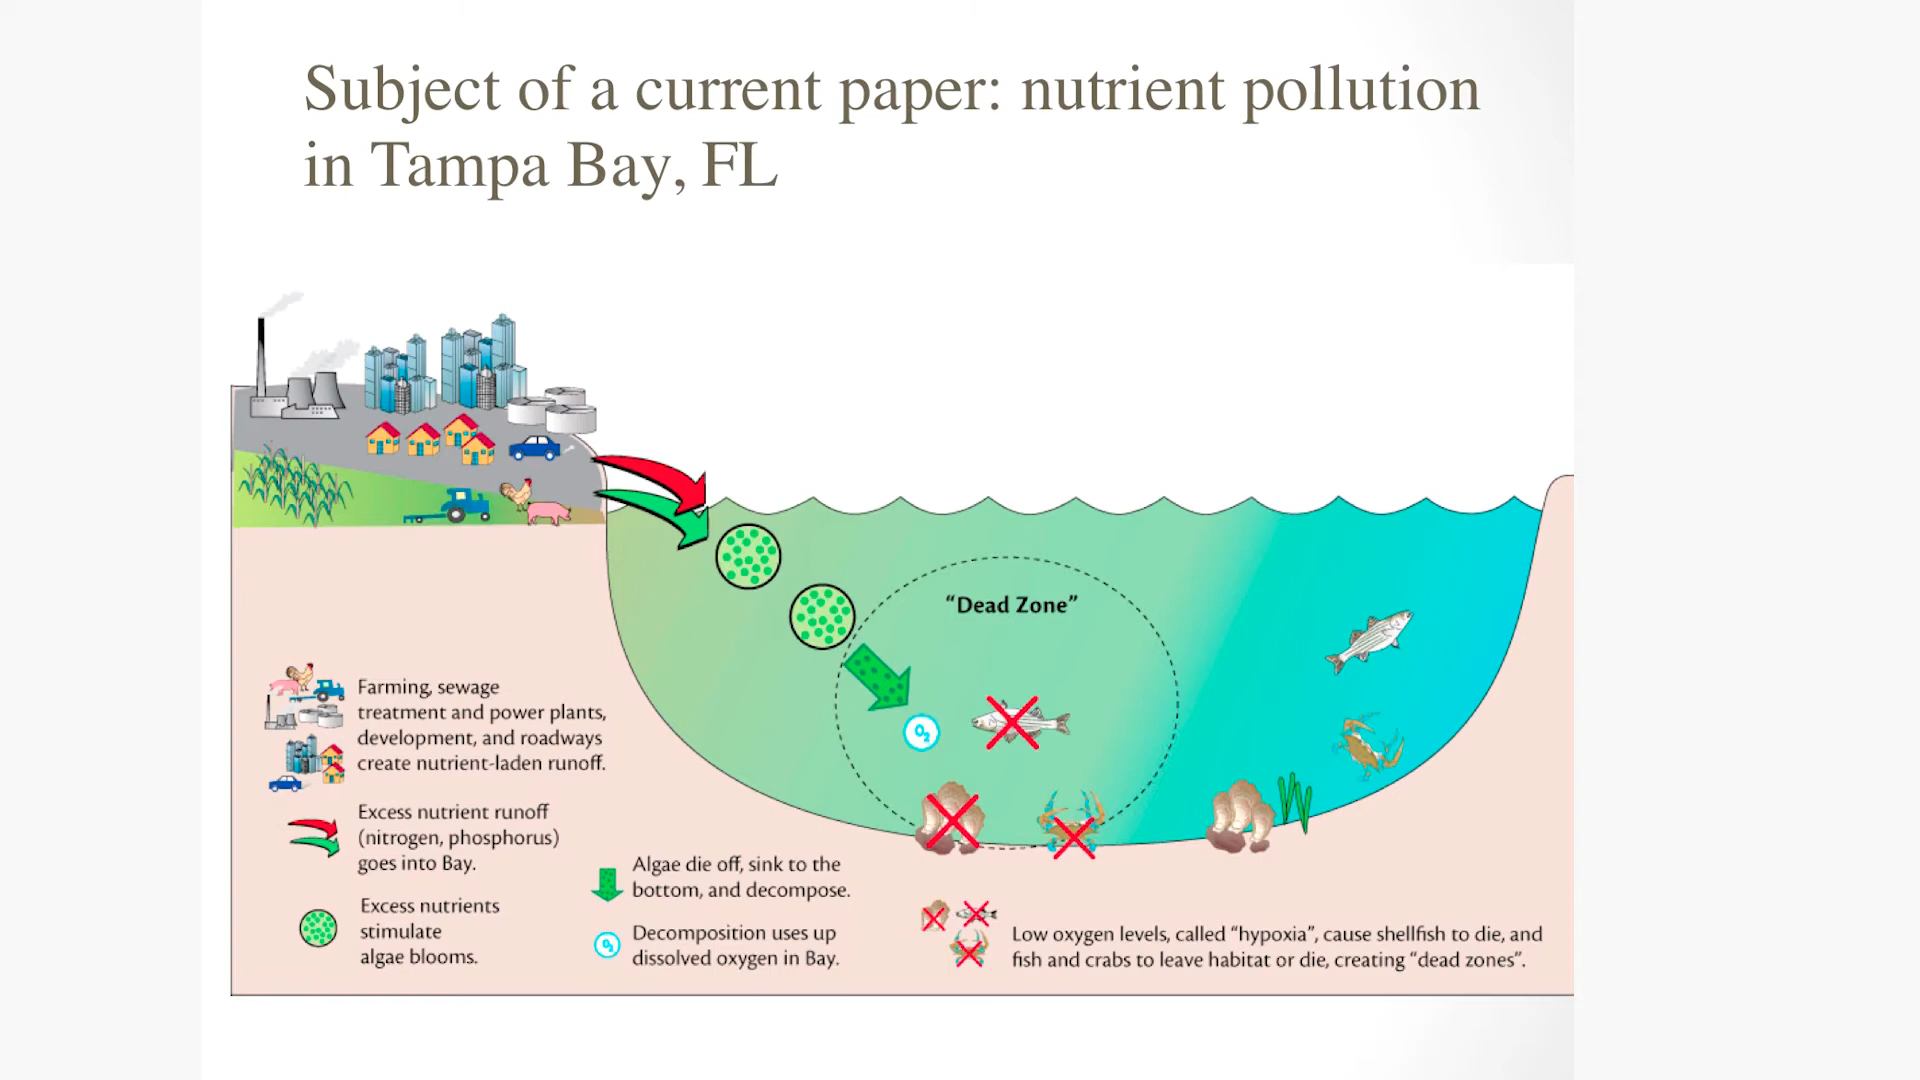 Subject of a current paper: nutrient pollution
in Tampa Bay, FL
“Dead Zone”
O2
Farming, sewage
treatment and power plants,
development, and roadways
create nutrient-laden runoff.
Excess nutrient runoff
(nitrogen, phosphorus)
goes into Bay.
Excess nutrients
stimulate
algae blooms.
Algae die off, sink to the
bottom, and decompose.
O2
Decomposition uses up
dissolved oxygen in Bay.
Low oxygen levels, called “hypoxia”, cause shellfish to die, and
fish and crabs to leave habitat or die, creating “dead zones”.